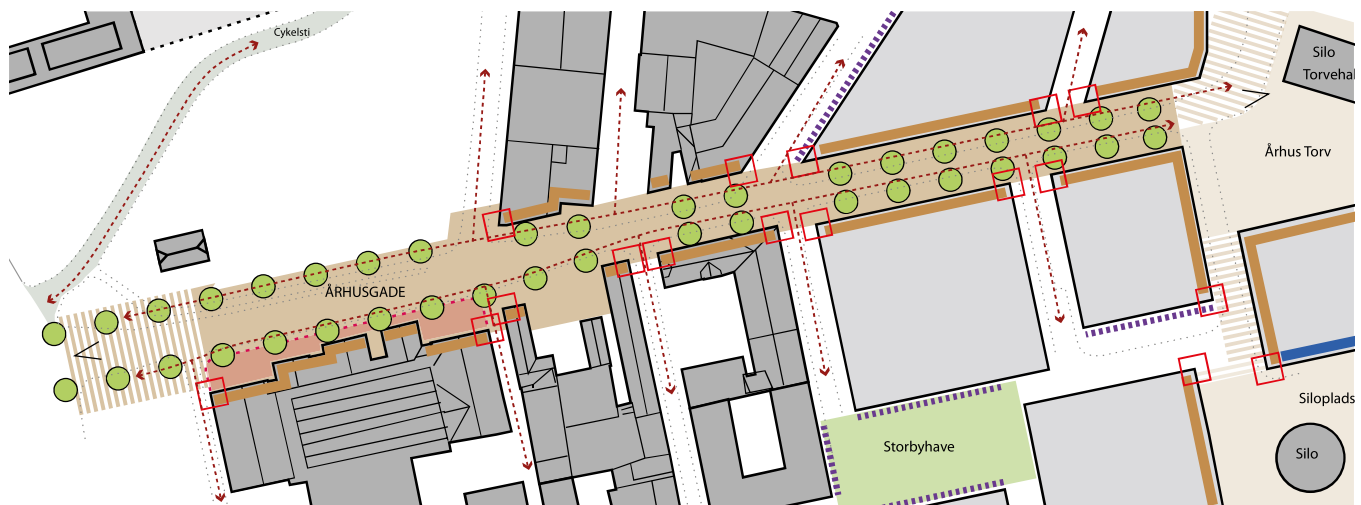 Cykelsti
Silo
Torvehal
Århus Torv
ÅRHUSGADE
Siloplads
Storbyhave
Silo